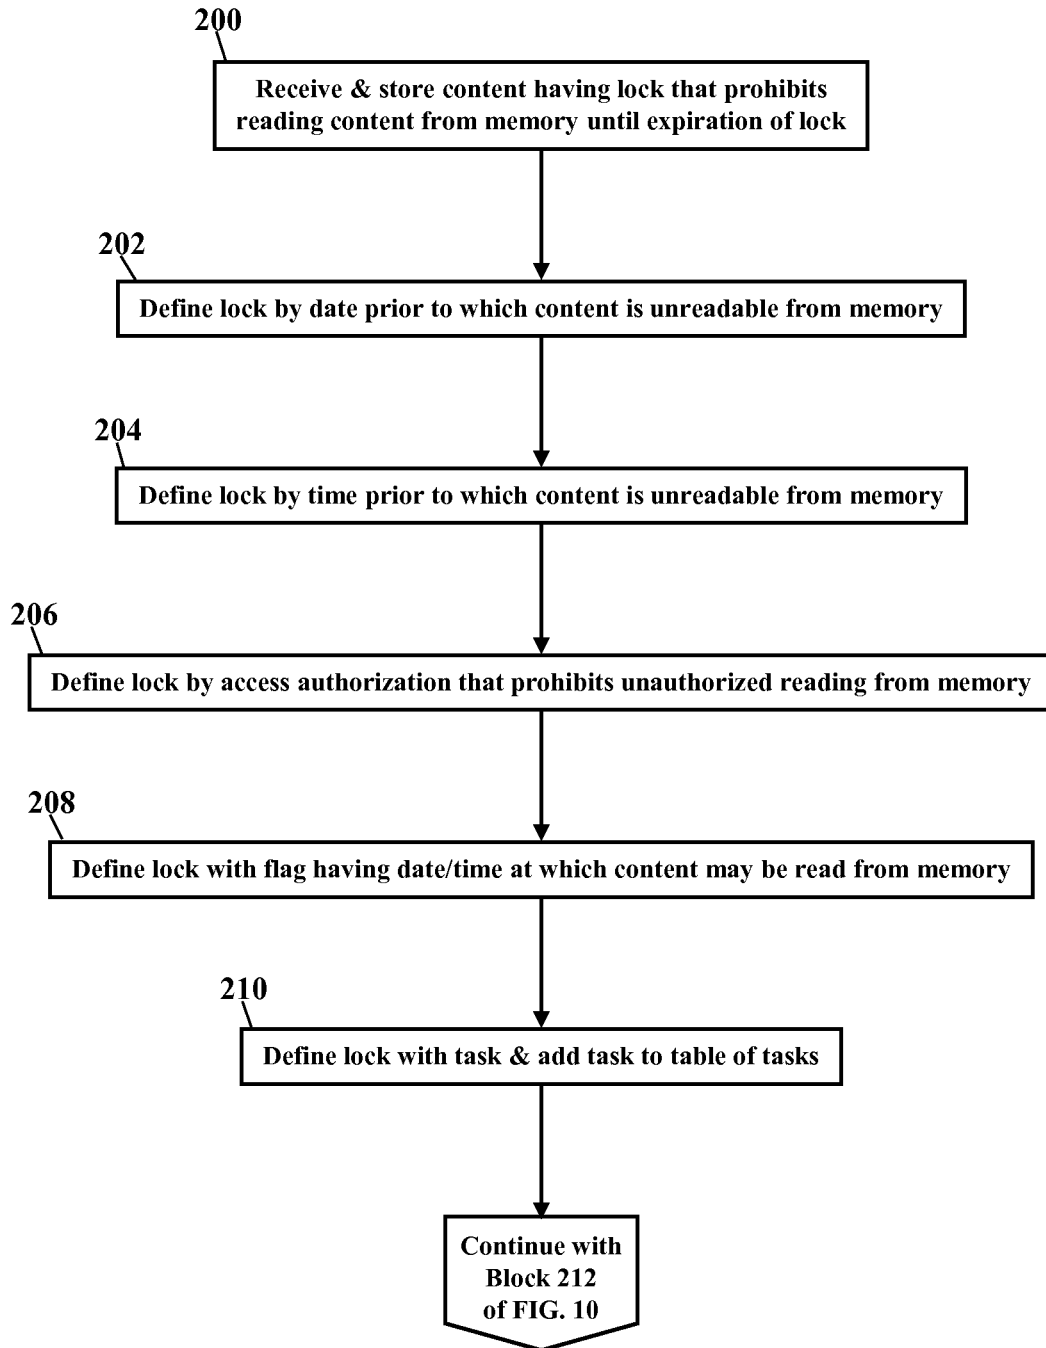 200
Receive & store content having lock that prohibits
reading content from memory until expiration of lock
202
Define lock by date prior to which content is unreadable from memory
204
Define lock by time prior to which content is unreadable from memory
206
Define lock by access authorization that prohibits unauthorized reading from memory
208
Define lock with flag having date/time at which content may be read from memory
210
Define lock with task & add task to table of tasks
Continue with
Block 212
of FIG. 10